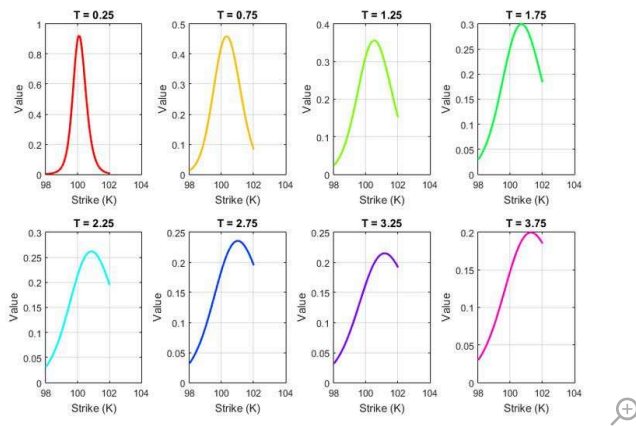 T = 0.25 T = 0.75 T = 1.25 T = 1.75
1 0.5 0.4 0.3
0.25
0.8 0.4 0.3
0.2
0.6 0.3
Value Value Value 0.2 Value 0.15
0.4 0.2
0.1
0.1
0.2 0.1
0.05
0 0 0 0
98 100 102 104 98 100 102 104 98 100 102 104 98 100 102 104
Strike (K) Strike (K) Strike (K) Strike (K)
T = 2.25 T = 2.75 T = 3.25 T = 3.75
0.3 0.25 0.25 0.2
0.25
0.2 0.2
0.15
0.2
0.15 0.15
Value 0.15 Value Value Value 0.1
0.1 0.1
0.1
0.05
0.05 0.05 0.05
0 0 0 0
98 100 102 104 98 100 102 104 98 100 102 104 98 100 102 104
Strike (K) Strike (K) Strike (K) Strike (K)